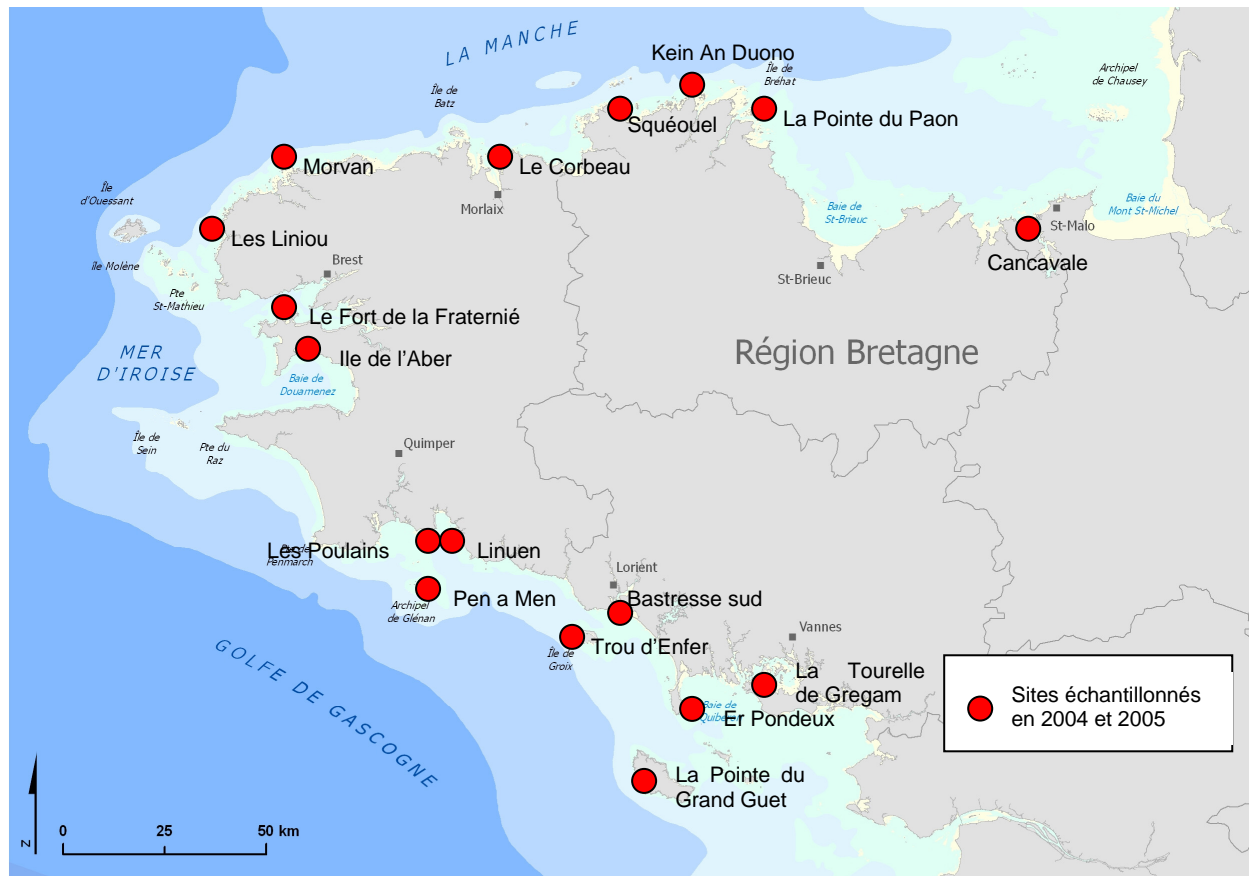 LA MANCHE
Kein An Duono
Île de
Bréhat
Archipel
de Chausey
Île de
Batz
Squéouel
La Pointe du Paon
Morvan
Le Corbeau
Morlaix
Île
d'Ouessant
Les Liniou
Baie de
St-Brieuc
Baie du
Mont St-Michel
St-Malo
Cancavale
île Molène
Brest
St-Brieuc
Pte
St-Mathieu
Le Fort de la Fraternié
Ile de l'Aber
MER
D'IROISE
Baie de
Douarnenez
Région Bretagne
Île de
Sein
Pte du
Raz
Quimper
Les Poulains
Penmarch
Linuen
Lorient
Pen a Men
Archipel
de Glénan
Bastresse sud
Trou d'Enfer
Île de
Groix
Vannes
La Tourelle
de Gregam
Baie de
Quiberon
Er Pondeux
GOLFE DE GASCOGNE
Sites échantillonnés
en 2004 et 2005
La Pointe du
Grand Guet
N
0 25 50 km